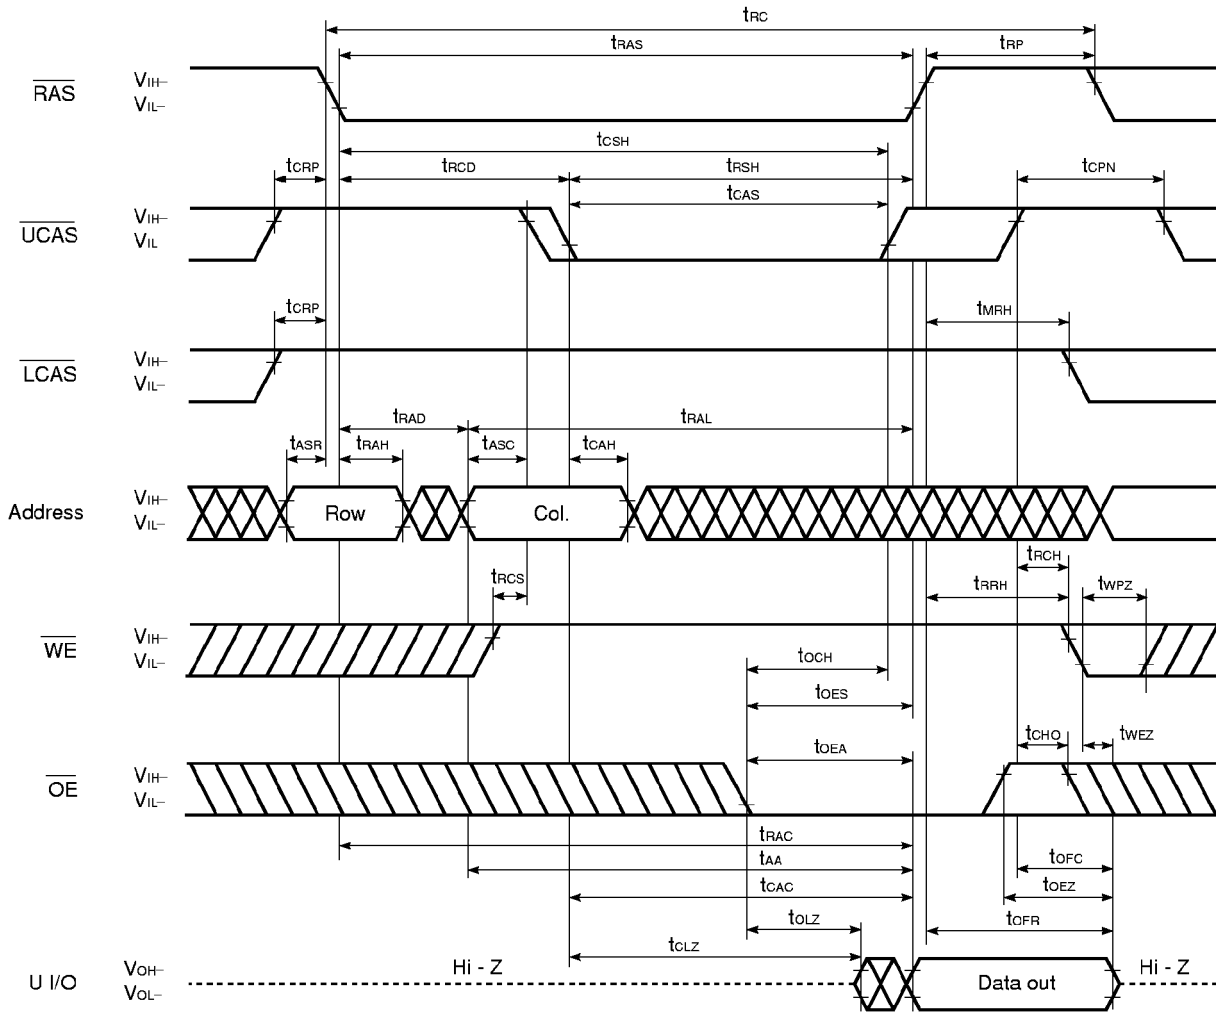 tRC
tRAS
tRP
RAS
VIH–
VIL–
tCSH
tCRP
tRCD
tRSH
tCPN
tCAS
UCAS
VIH–
VIL
tCRP
tMRH
LCAS
VIH–
VIL–
tRAD
tRAL
tASR
tRAH
tASC
tCAH
Address
VIH–
VIL–
Row
Col.
tRCH
tRCS
tRRH
tWPZ
WE
VIH–
VIL–
tOCH
tOES
tCHO
tWEZ
tOEA
OE
VIH–
VIL–
tRAC
tAA
tOFC
tCAC
tOEZ
tOLZ
tOFR
tCLZ
U I/O
VOH–
VOL–
Hi - Z
Data out
Hi - Z